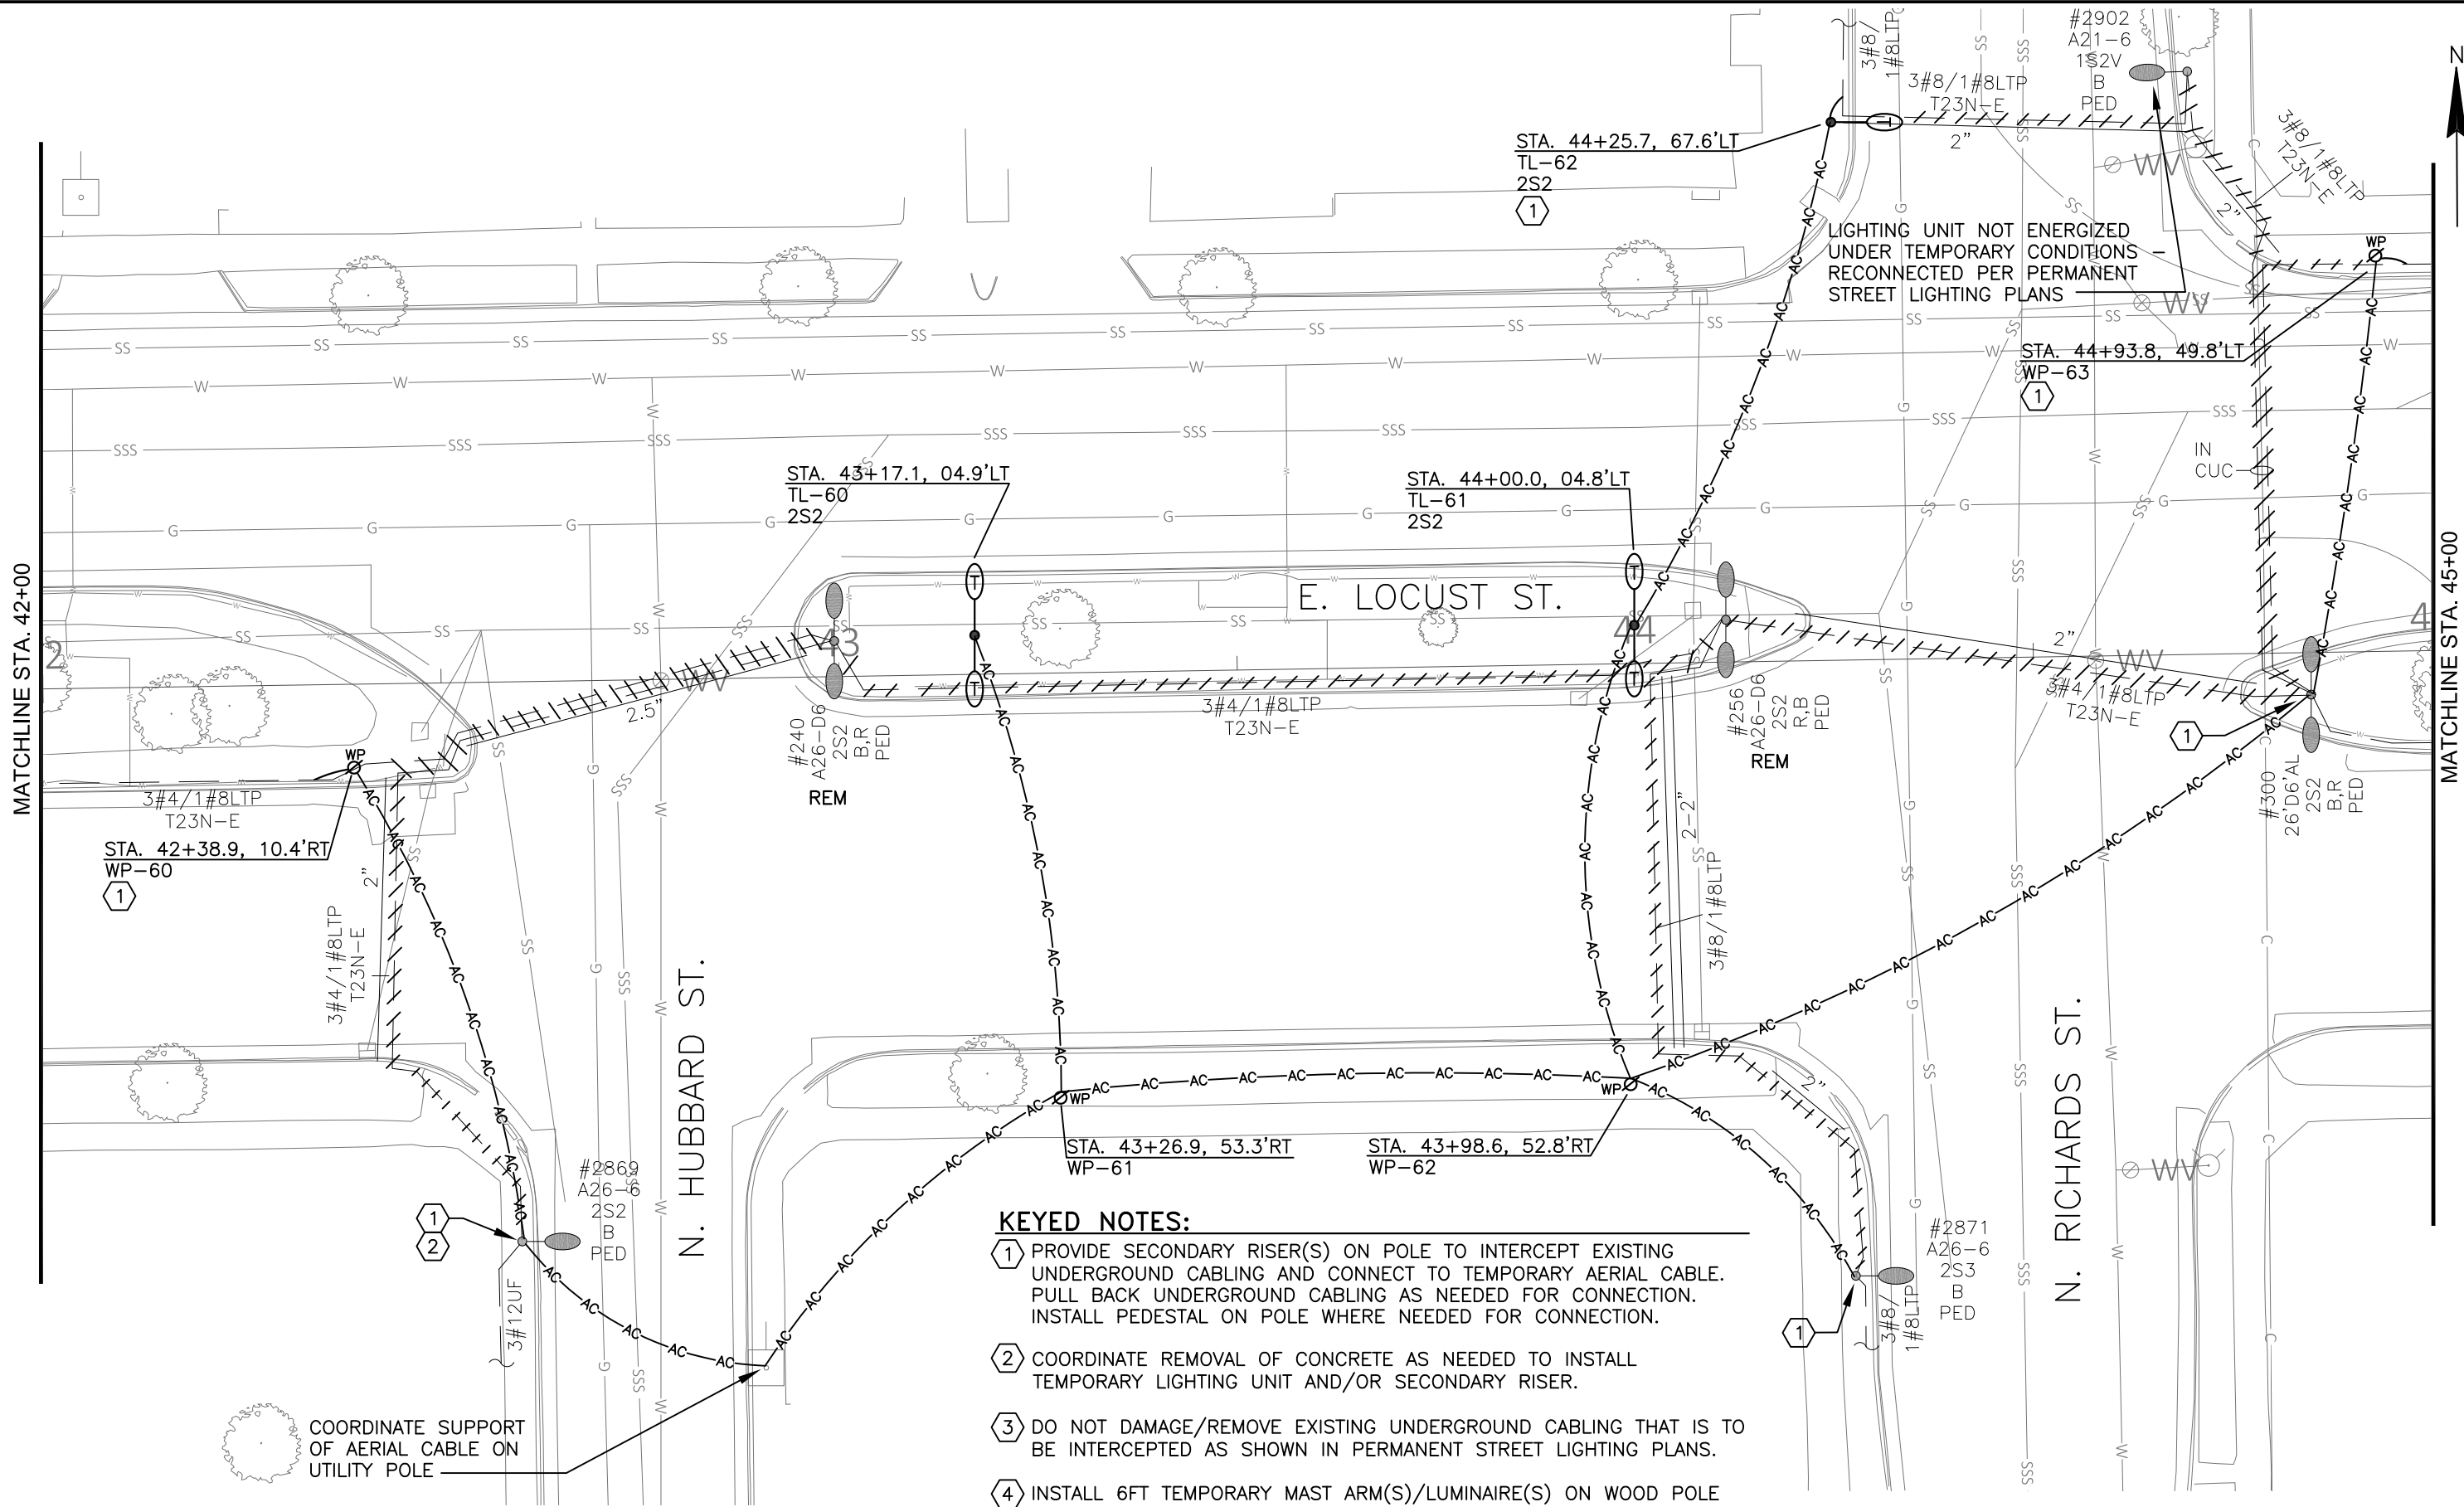 N
#2902
A21-6
1S2V
B
PED
3#8/
1#8LTP
3#8/1#8LTP
T23N-E
2"
3#8/1#8LTP
T23N-E
2"
WV
STA. 44+25.7, 67.6'LT
TL-62
2S2
1
LIGHTING UNIT NOT ENERGIZED
UNDER TEMPORARY CONDITIONS –
RECONNECTED PER PERMANENT
STREET LIGHTING PLANS
WV
WP
STA. 44+93.8, 49.8'LT
WP-63
1
IN
CUC
STA. 43+17.1, 04.9'LT
TL-60
2S2
STA. 44+00.0, 04.8'LT
TL-61
2S2
MATCHLINE STA. 42+00
MATCHLINE STA. 45+00
E. LOCUST ST.
2
43
44
4
T
T
T
T
T
WV
2.5"
2"
WV
3#4/1#8LTP
T23N-E
3#4/1#8LTP
T23N-E
#240
A26-D6
2S2
B,R
PED
REM
#256
A26-D6
2S2
R,B
PED
REM
1
#300
26'D6'AL
2S2
B,R
PED
WP
3#4/1#8LTP
T23N-E
STA. 42+38.9, 10.4'RT
WP-60
1
2"
3#4/1#8LTP
T23N-E
2-2"
3#8/1#8LTP
2"
N. HUBBARD ST.
N. RICHARDS ST.
WP
WP
STA. 43+26.9, 53.3'RT
WP-61
STA. 43+98.6, 52.8'RT
WP-62
WV
#2869
A26-6
2S2
B
PED
1
2
3#12UF
#2871
A26-6
2S3
B
PED
1
3#8/
1#8LTP
COORDINATE SUPPORT
OF AERIAL CABLE ON
UTILITY POLE
KEYED NOTES:
1 PROVIDE SECONDARY RISER(S) ON POLE TO INTERCEPT EXISTING
UNDERGROUND CABLING AND CONNECT TO TEMPORARY AERIAL CABLE.
PULL BACK UNDERGROUND CABLING AS NEEDED FOR CONNECTION.
INSTALL PEDESTAL ON POLE WHERE NEEDED FOR CONNECTION.
2 COORDINATE REMOVAL OF CONCRETE AS NEEDED TO INSTALL
TEMPORARY LIGHTING UNIT AND/OR SECONDARY RISER.
3 DO NOT DAMAGE/REMOVE EXISTING UNDERGROUND CABLING THAT IS TO
BE INTERCEPTED AS SHOWN IN PERMANENT STREET LIGHTING PLANS.
4 INSTALL 6FT TEMPORARY MAST ARM(S)/LUMINAIRE(S) ON WOOD POLE